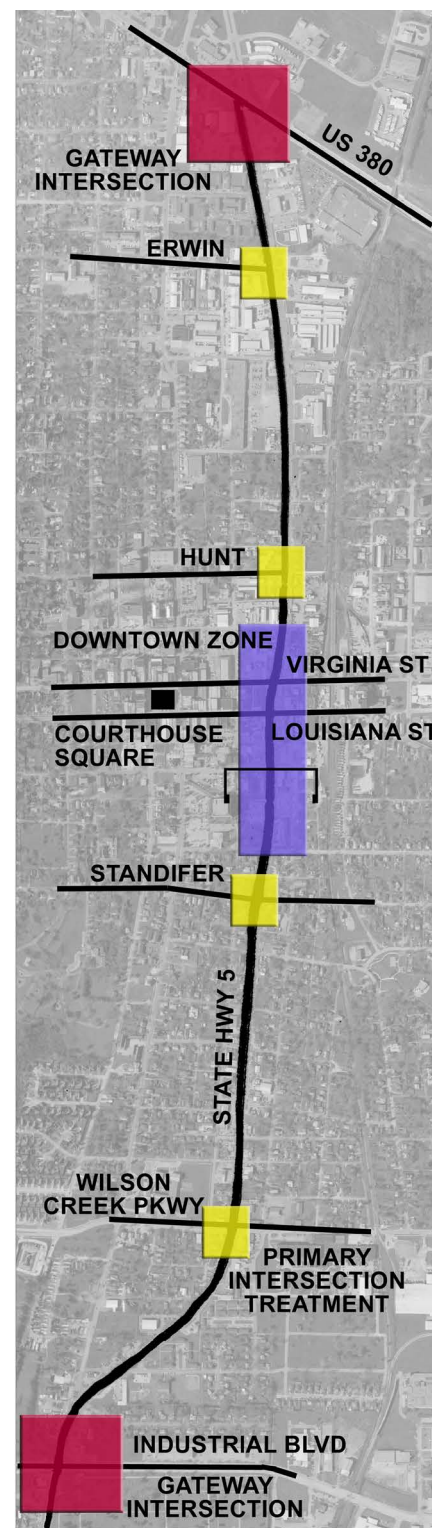 US 380
GATEWAY
INTERSECTION
ERWIN
HUNT
DOWNTOWN ZONE
VIRGINIA ST
COURTHOUSE
SQUARE
LOUISIANA ST
STANDIFER
STATE HWY 5
WILSON
CREEK PKWY
PRIMARY
INTERSECTION
TREATMENT
INDUSTRIAL BLVD
GATEWAY
INTERSECTION